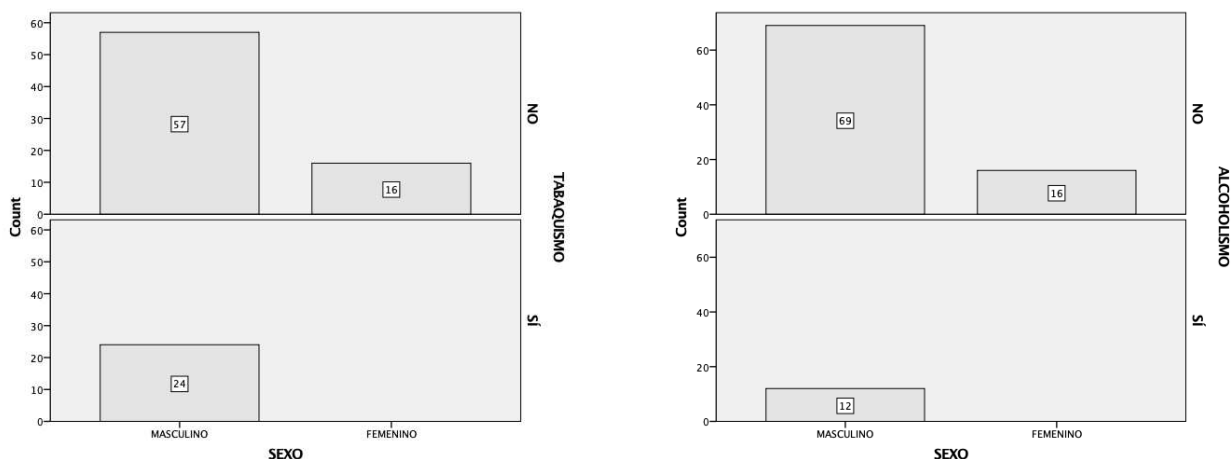 60
50
40
30
20
10
0
57
16
NO
60
50
40
30
20
10
0
24
SÍ
Count
TABAQUISMO
MASCULINO
FEMENINO
SEXO
60
40
20
0
69
16
NO
60
40
20
0
12
SÍ
Count
ALCOHOLISMO
MASCULINO
FEMENINO
SEXO